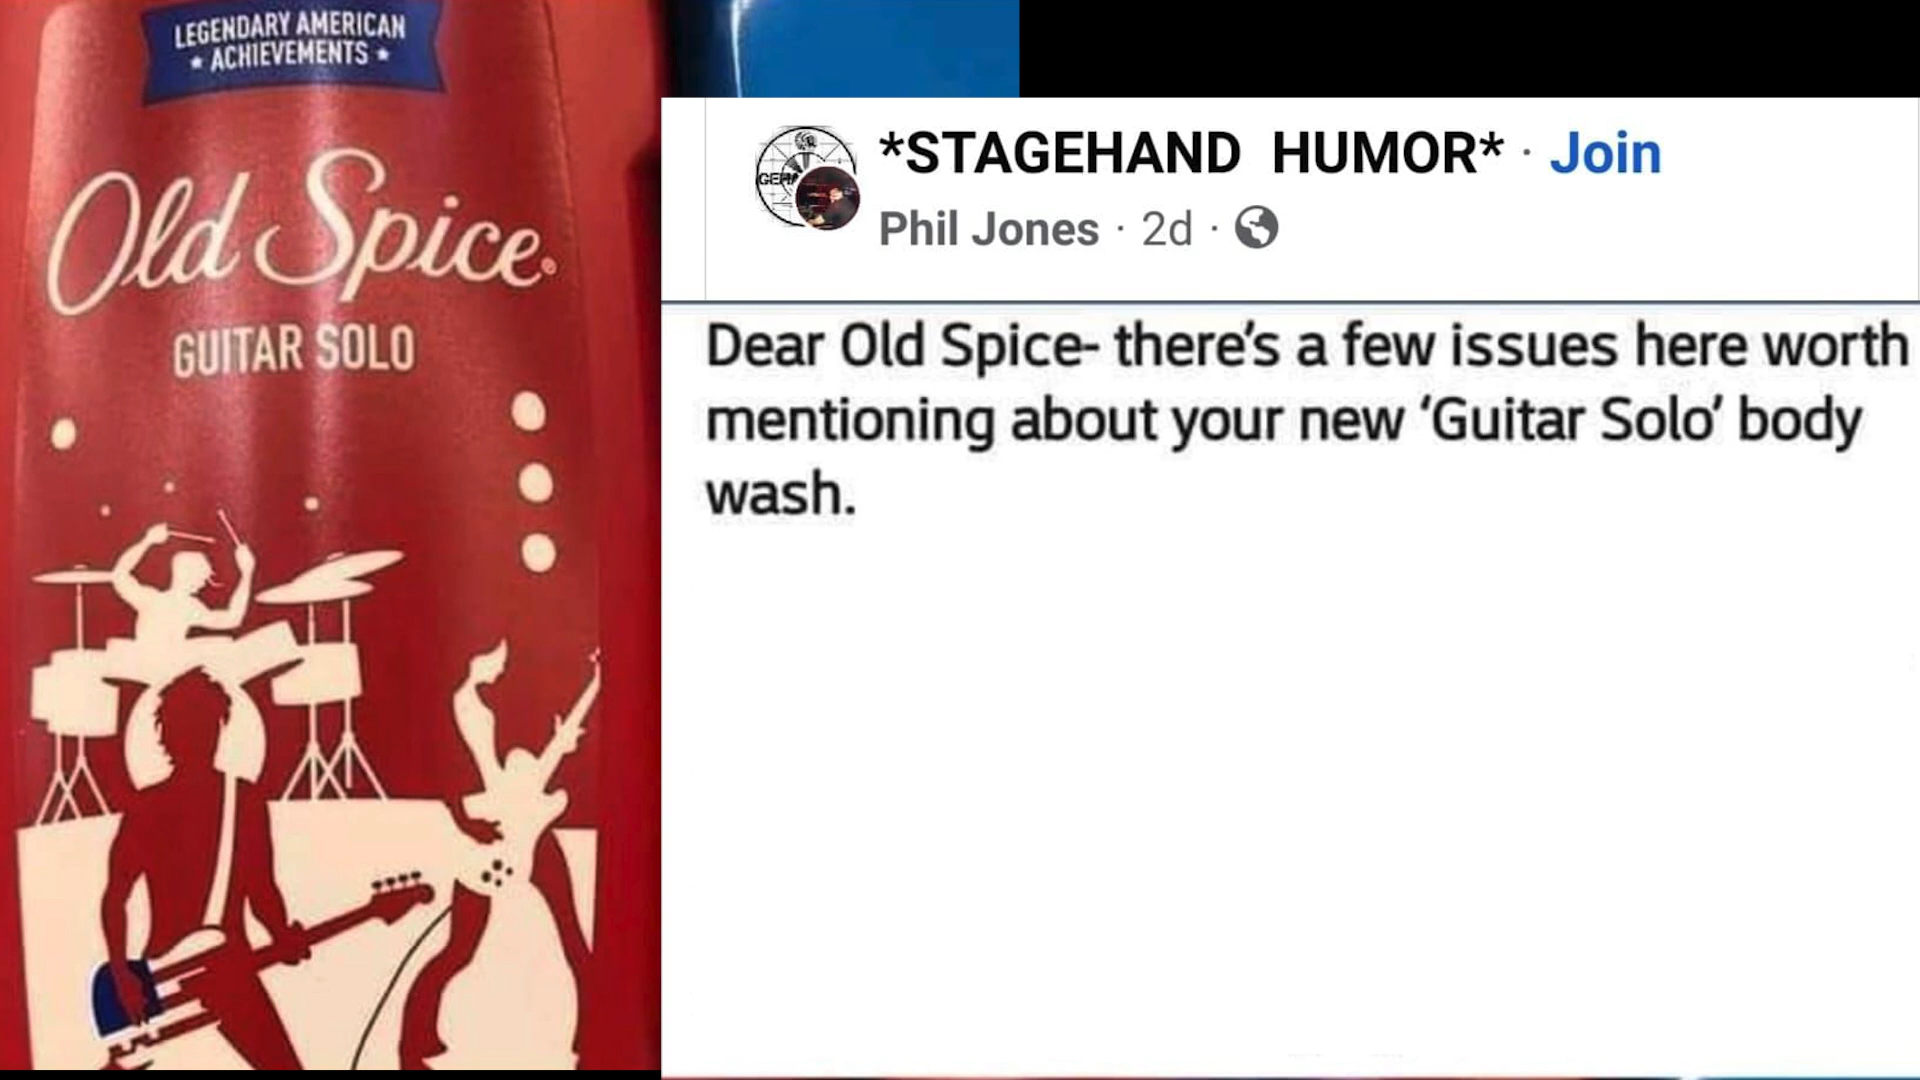 LEGENDARY AMERICAN
★ ACHIEVEMENTS ★
Old Spice®
GUITAR SOLO
*STAGEHAND HUMOR* · Join
Phil Jones · 2d ·
Dear Old Spice- there's a few issues here worth
mentioning about your new ‘Guitar Solo’ body
wash.